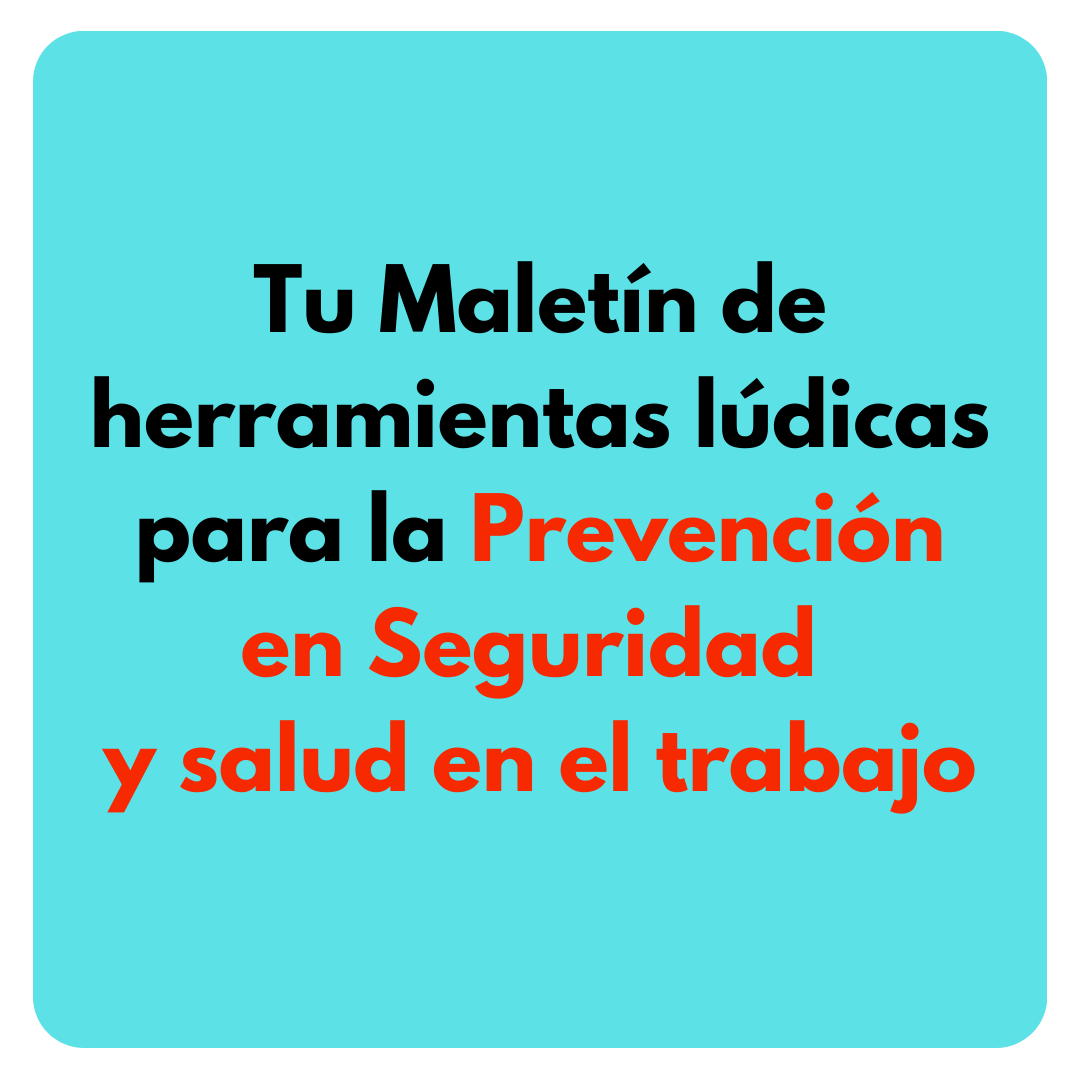 Tu Maletín de
herramientas lúdicas
para la Prevención
en Seguridad
y salud en el trabajo